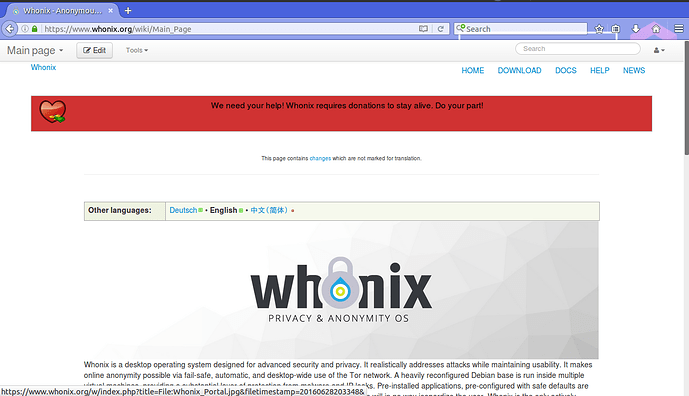 Whonix - Anonymou...
https://www.whonix.org/wiki/Main_Page
Search
Main page
Edit
Tools
Search
Whonix
HOME DOWNLOAD DOCS HELP NEWS
We need your help! Whonix requires donations to stay alive. Do your part!
This page contains changes which are not marked for translation.
Other languages: Deutsch • English • 中文(简体)
whonix
PRIVACY & ANONYMITY OS
Whonix is a desktop operating system designed for advanced security and privacy. It realistically addresses attacks while maintaining usability. It makes
online anonymity possible via fail-safe, automatic, and desktop-wide use of the Tor network. A heavily reconfigured Debian base is run inside multiple
virtual machines, providing a substantial layer of protection from malware and IP leaks. Pre-installed applications, pre-configured with safe defaults are
https://www.whonix.org/w/index.php?title=File:Whonix_Portal.jpg&filetimestamp=20160628203348&